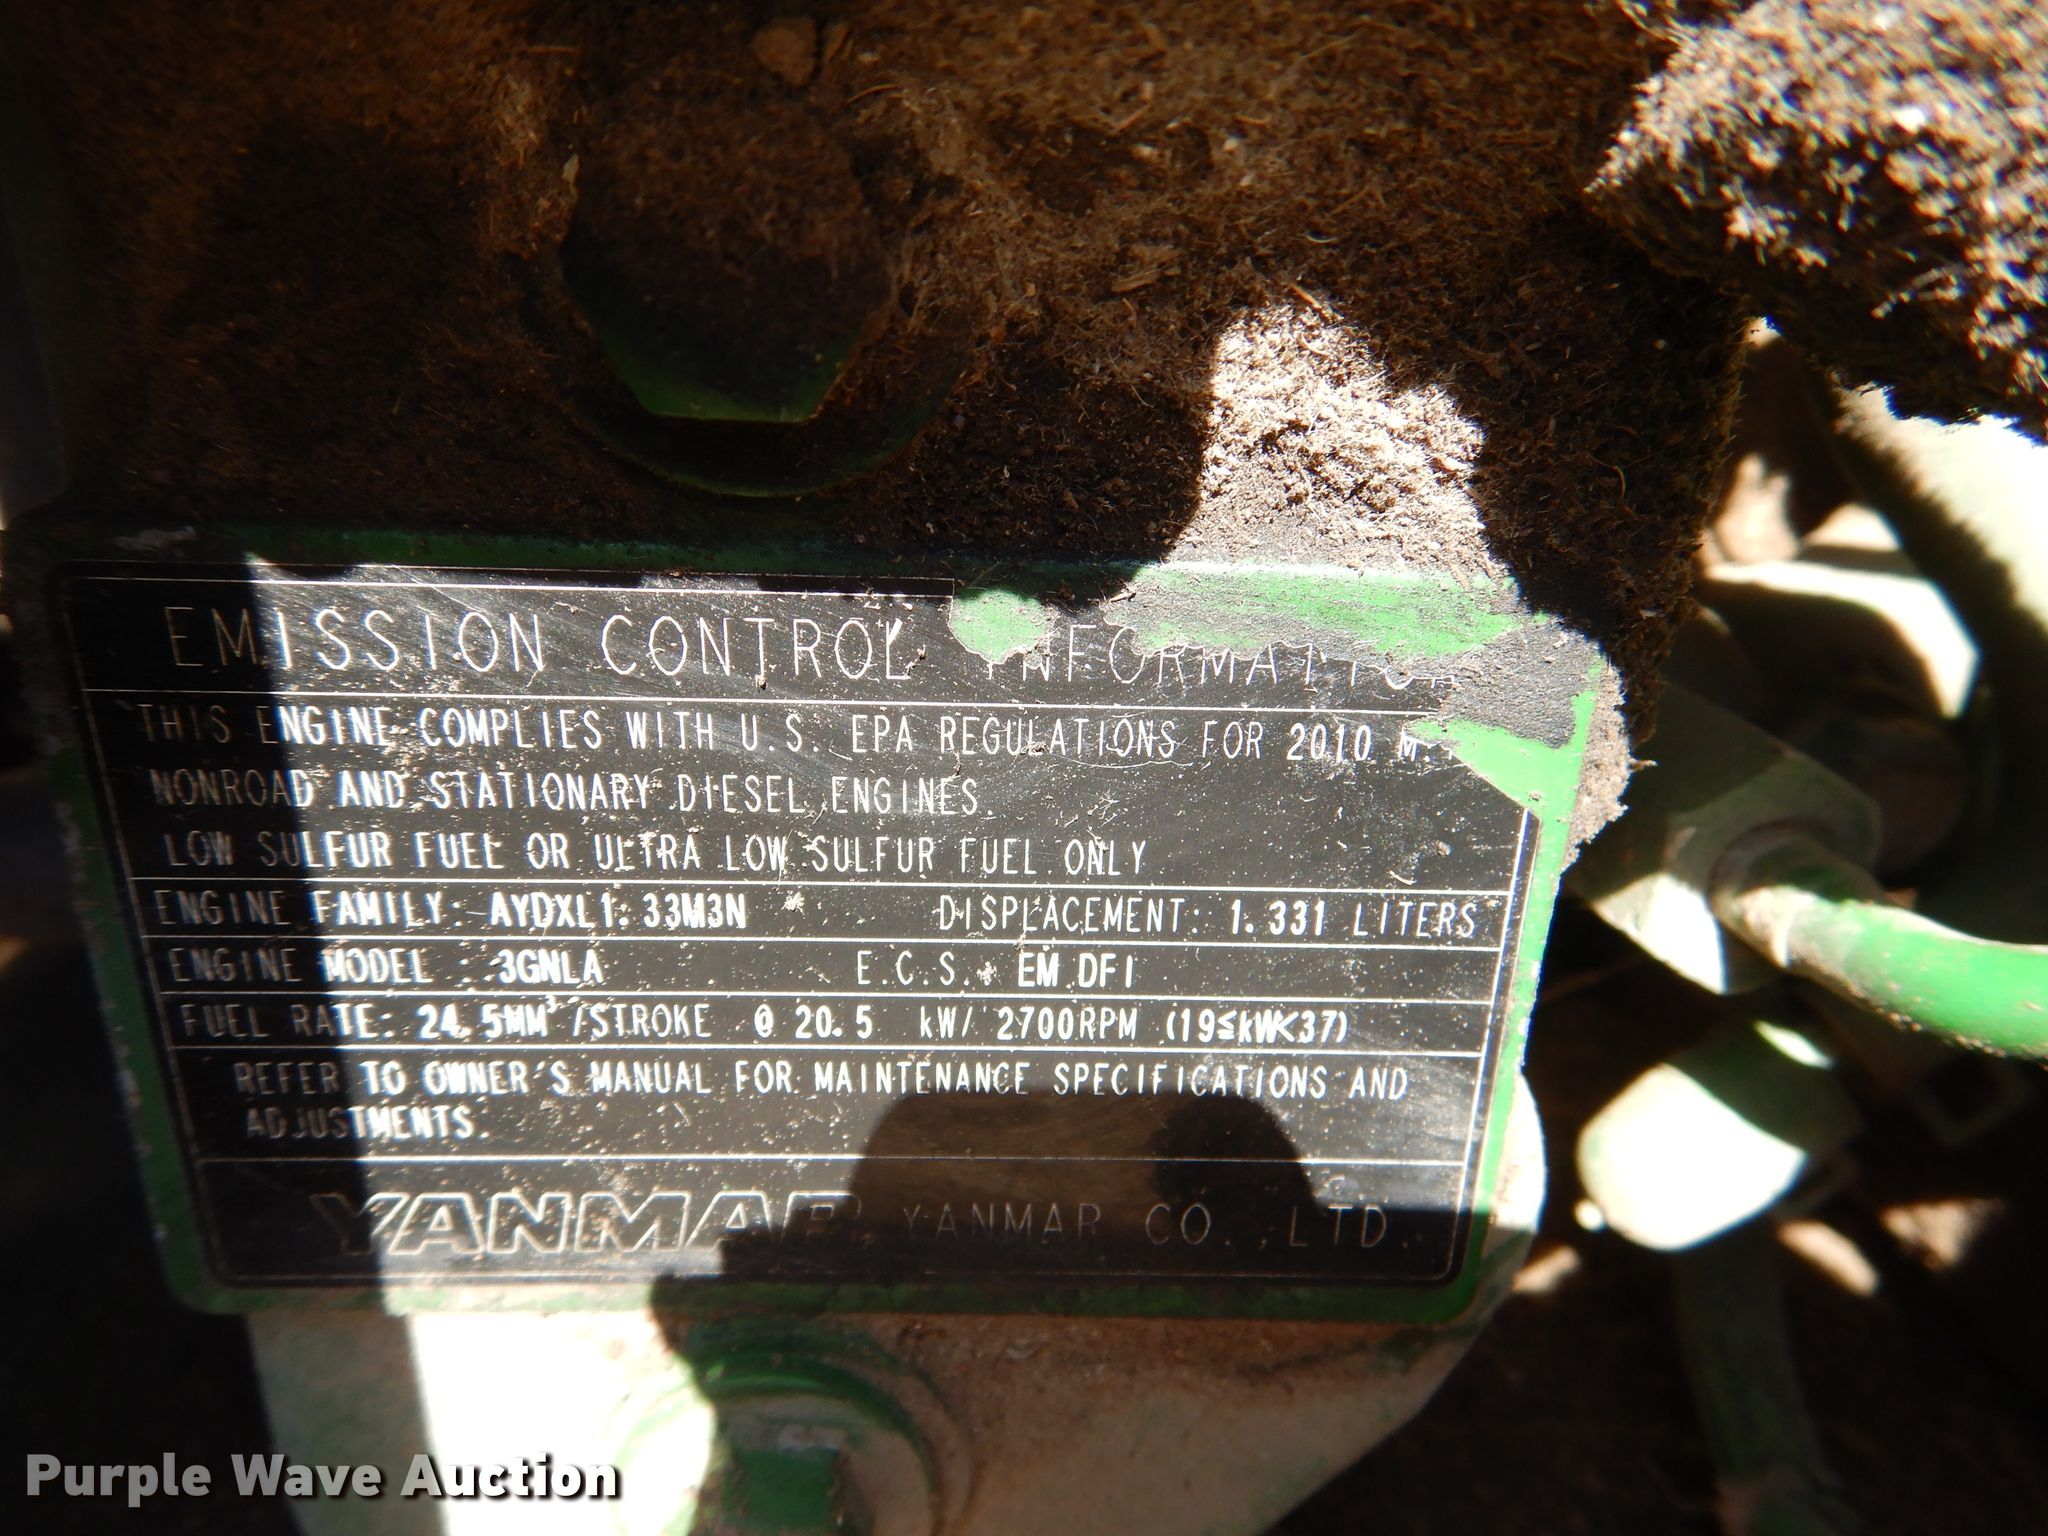 EMISSION CONTROL INFORMATION
THIS ENGINE COMPLIES WITH U.S. EPA REGULATIONS FOR 2010 M.Y
NONROAD AND STATIONARY DIESEL ENGINES.
LOW SULFUR FUEL OR ULTRA LOW SULFUR FUEL ONLY
ENGINE FAMILY: AYDXL1.33M3N DISPLACEMENT: 1.331 LITERS
ENGINE MODEL : 3GNLA E.C.S. EM DFI
FUEL RATE: 24.5MM³/STROKE @ 20.5 kW/ 2700RPM (19≤kW<37)
REFER TO OWNER'S MANUAL FOR MAINTENANCE SPECIFICATIONS AND
ADJUSTMENTS.
YANMAR YANMAR CO.,LTD.
Purple Wave Auction